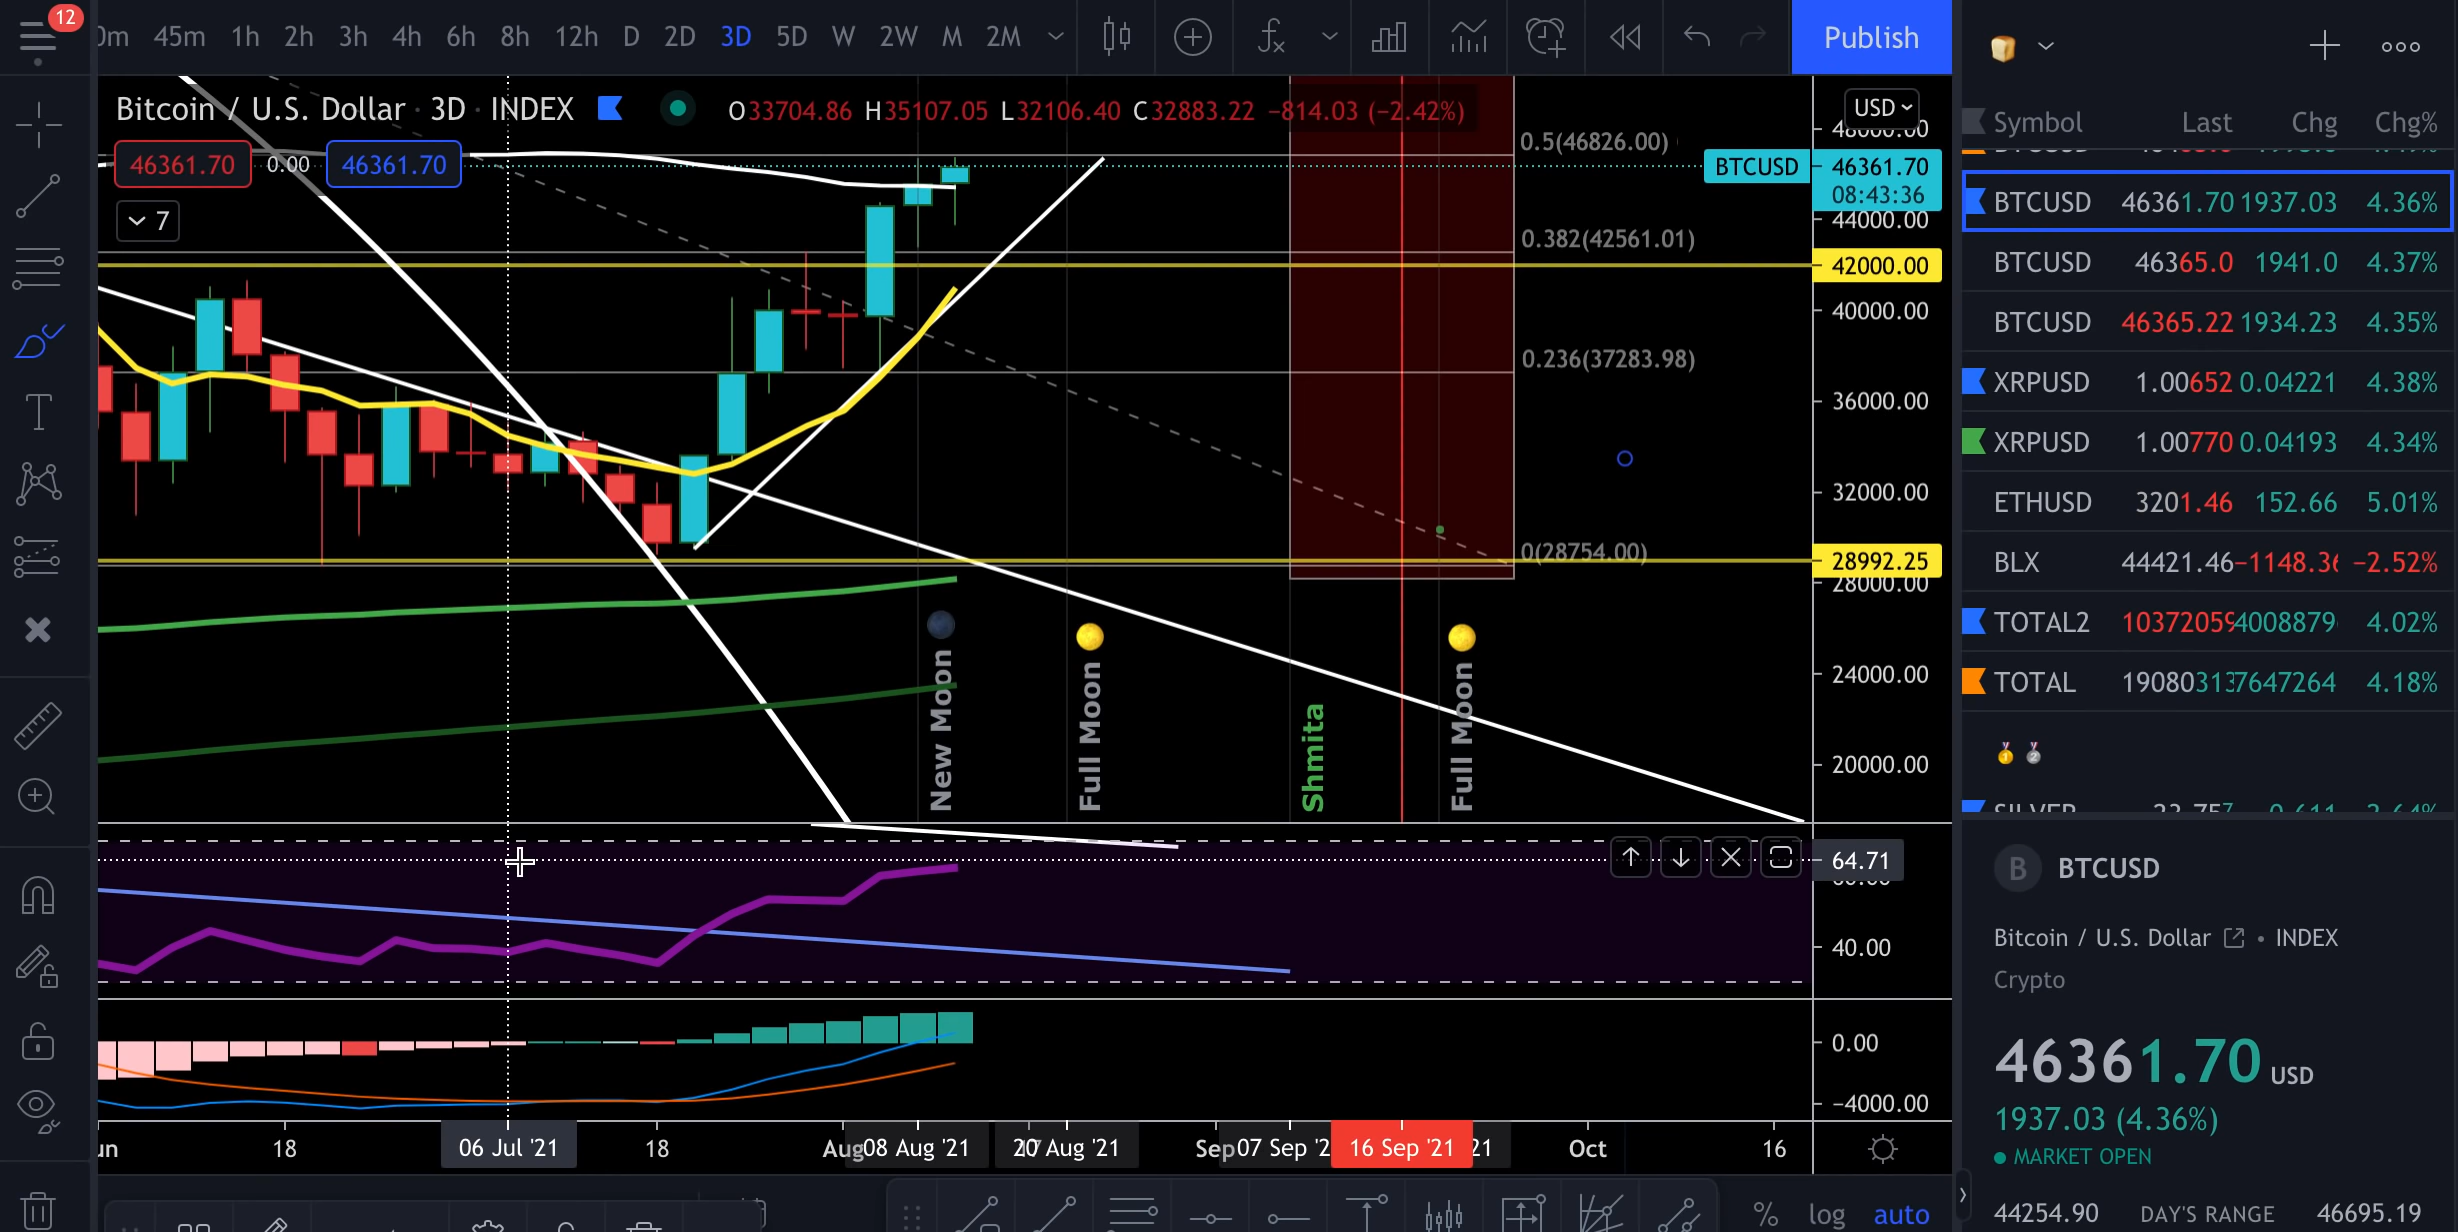 12
0m 45m 1h 2h 3h 4h 6h 8h 12h D 2D 3D 5D W 2W M 2M
Publish
Bitcoin / U.S. Dollar · 3D · INDEX
O33704.86 H35107.05 L32106.40 C32883.22 −814.03 (−2.42%)
46361.70 0.00 46361.70
7
USD
0.5(46826.00)
0.382(42561.01)
0.236(37283.98)
0(28754.00)
BTCUSD 46361.70
08:43:36
44000.00
42000.00
40000.00
36000.00
32000.00
28992.25
28000.00
24000.00
20000.00
New Moon
Full Moon
Shmita
Full Moon
64.71
40.00
0.00
−4000.00
18 06 Jul '21 18 Aug 08 Aug '21 20 Aug '21 Sep 07 Sep '2 16 Sep '21 21 Oct 16
% log auto
Symbol Last Chg Chg%
BTCUSD 46361.70 1937.03 4.36%
BTCUSD 46365.0 1941.0 4.37%
BTCUSD 46365.22 1934.23 4.35%
XRPUSD 1.00652 0.04221 4.38%
XRPUSD 1.00770 0.04193 4.34%
ETHUSD 3201.46 152.66 5.01%
BLX 44421.46 −1148.36 −2.52%
TOTAL2 10372059 4008879 4.02%
TOTAL 19080313 7647264 4.18%
B BTCUSD
Bitcoin / U.S. Dollar • INDEX
Crypto
46361.70 USD
1937.03 (4.36%)
MARKET OPEN
44254.90 DAY'S RANGE 46695.19